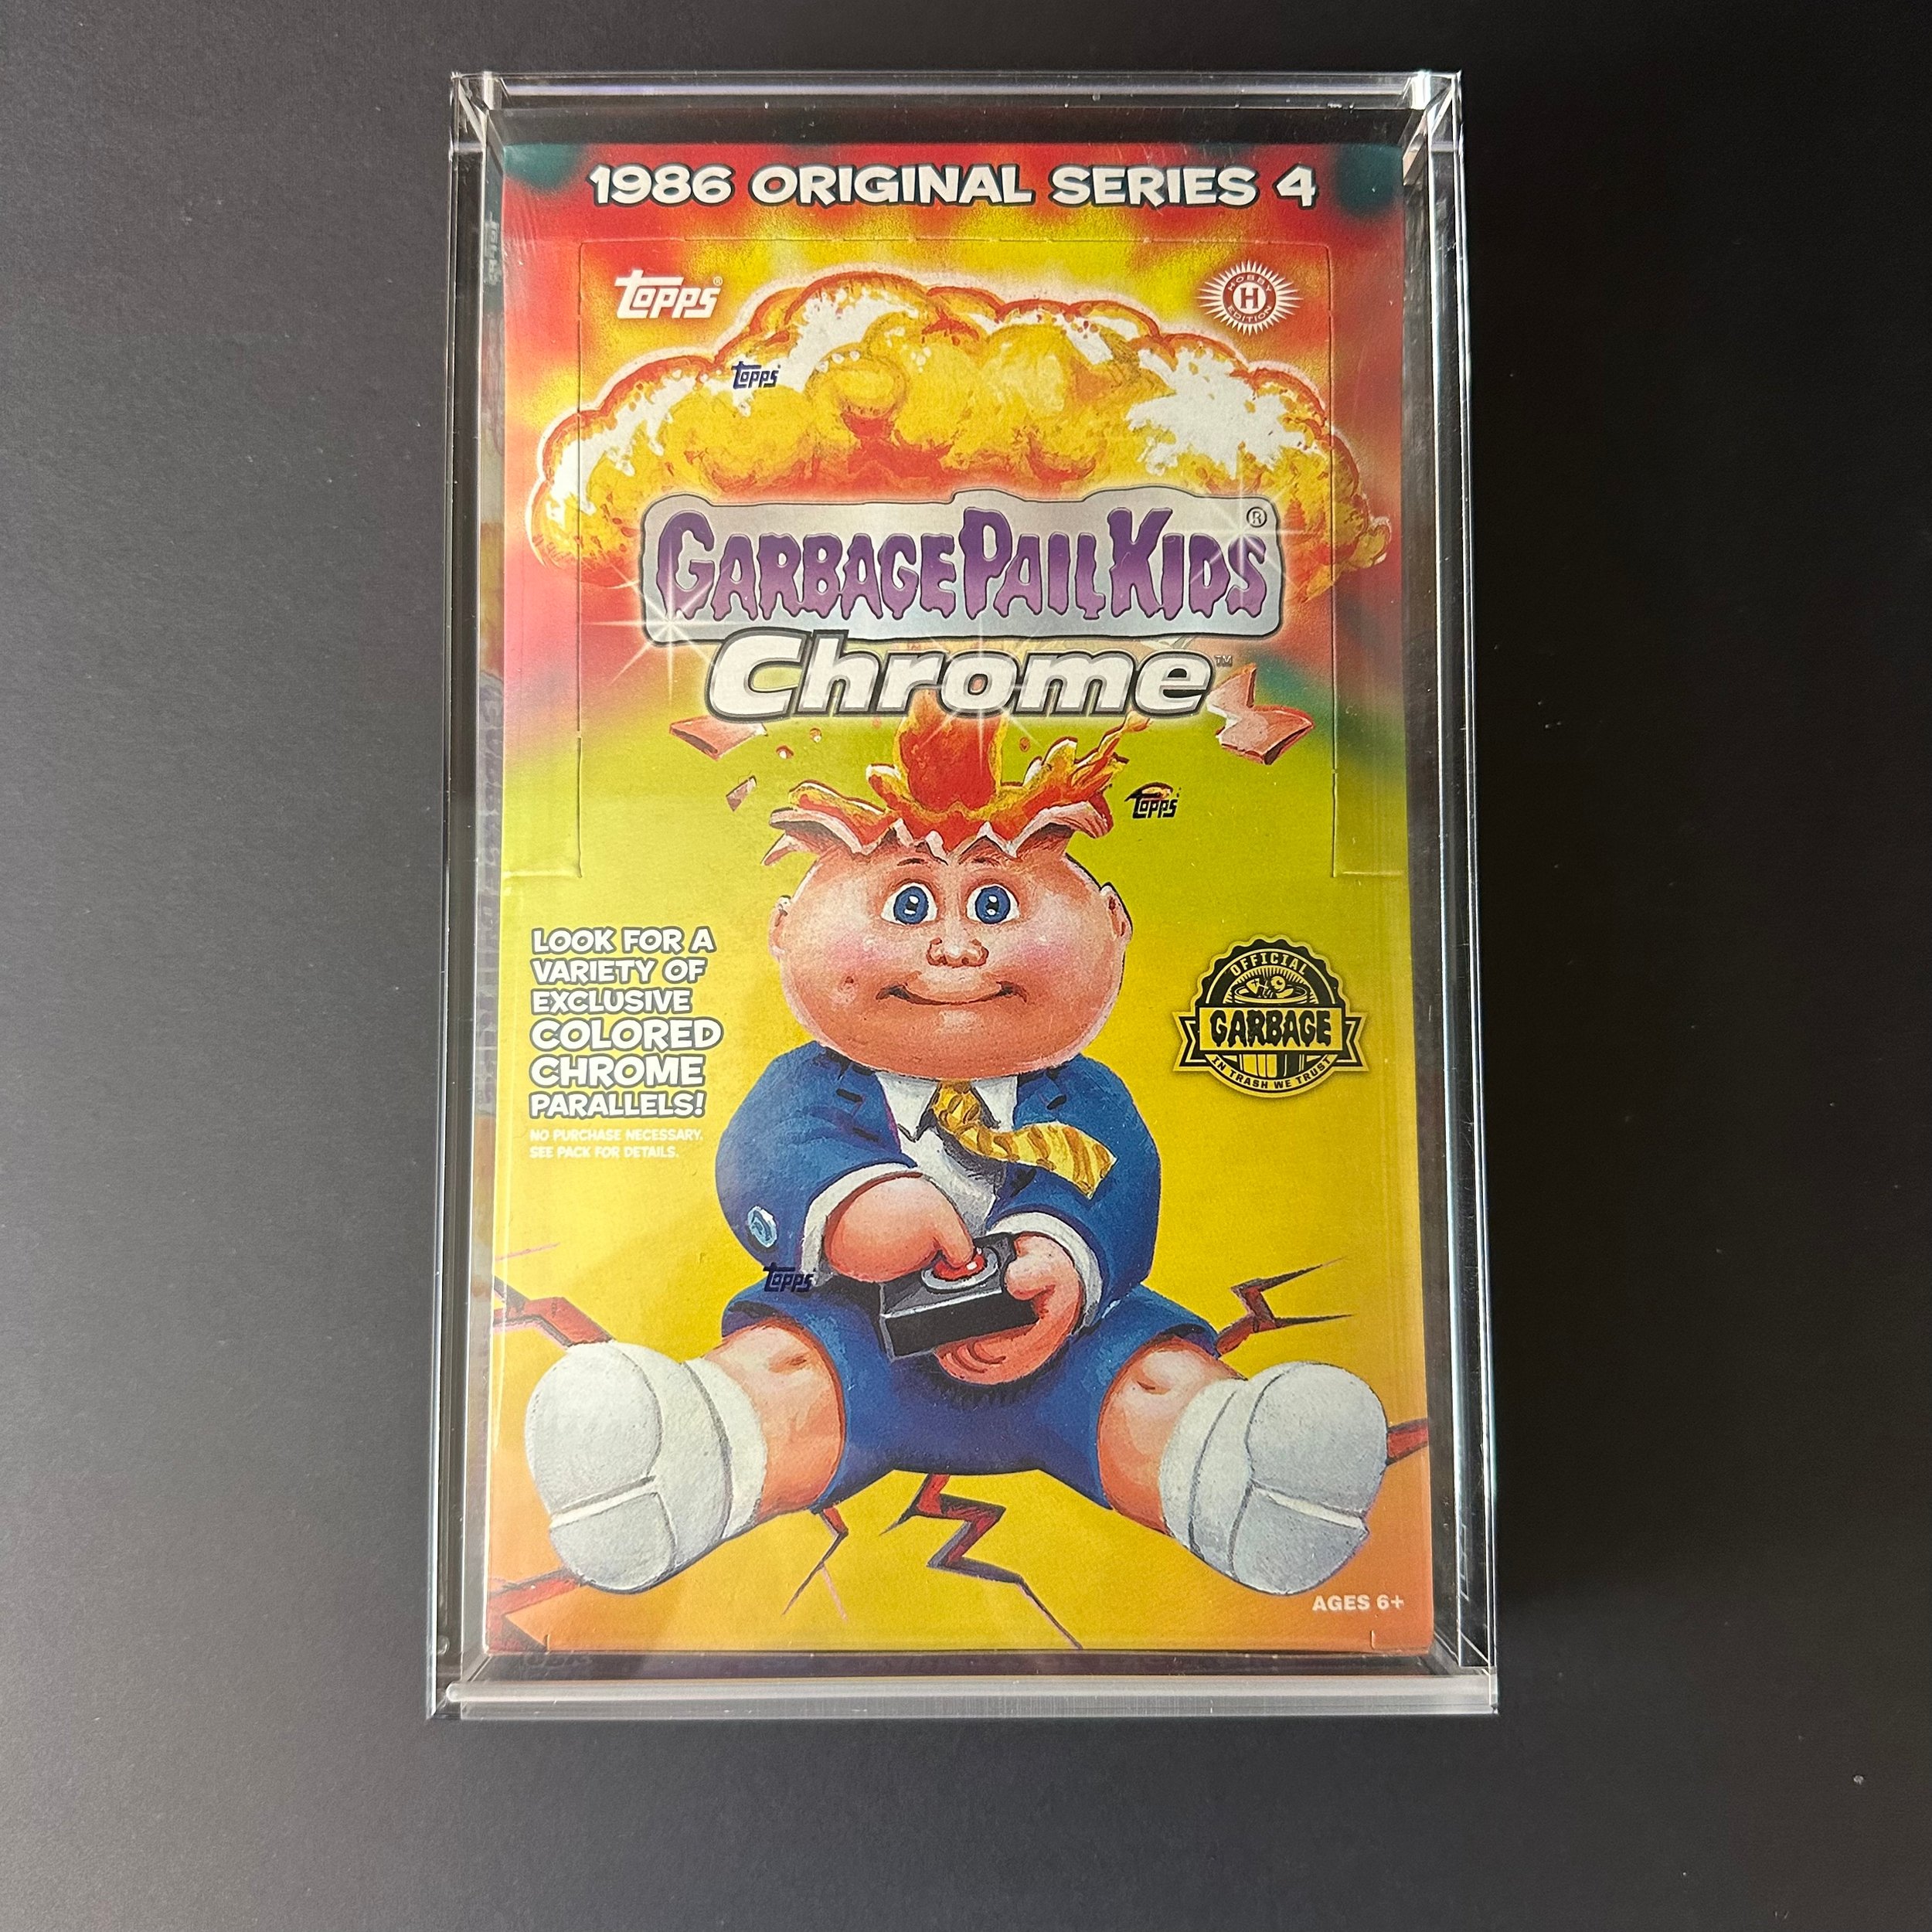 1986 ORIGINAL SERIES 4
topps®
HOBBY
H
EDITION
topps
GARBAGE PAIL KIDS®
Chrome™
topps
LOOK FOR A
VARIETY OF
EXCLUSIVE
COLORED
CHROME
PARALLELS!
NO PURCHASE NECESSARY.
SEE PACK FOR DETAILS.
OFFICIAL
GARBAGE
IN TRASH WE TRUST
topps
AGES 6+